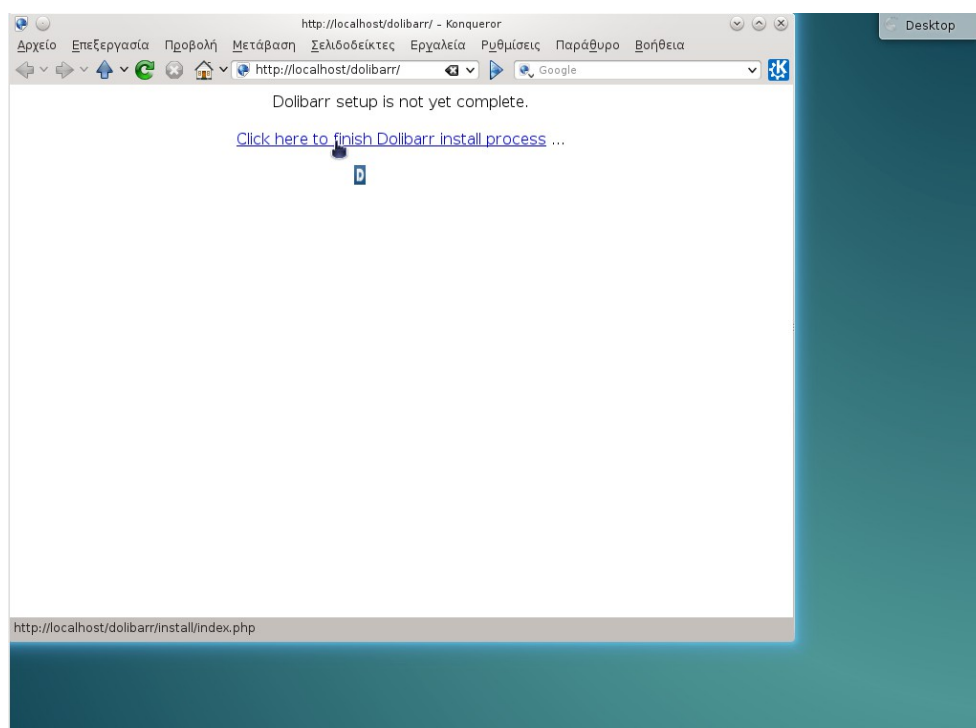 http://localhost/dolibarr/ – Konqueror
Desktop
Αρχείο Επεξεργασία Προβολή Μετάβαση Σελιδοδείκτες Εργαλεία Ρυθμίσεις Παράθυρο Βοήθεια
http://localhost/dolibarr/ Google
Dolibarr setup is not yet complete.
Click here to finish Dolibarr install process ...
D
http://localhost/dolibarr/install/index.php